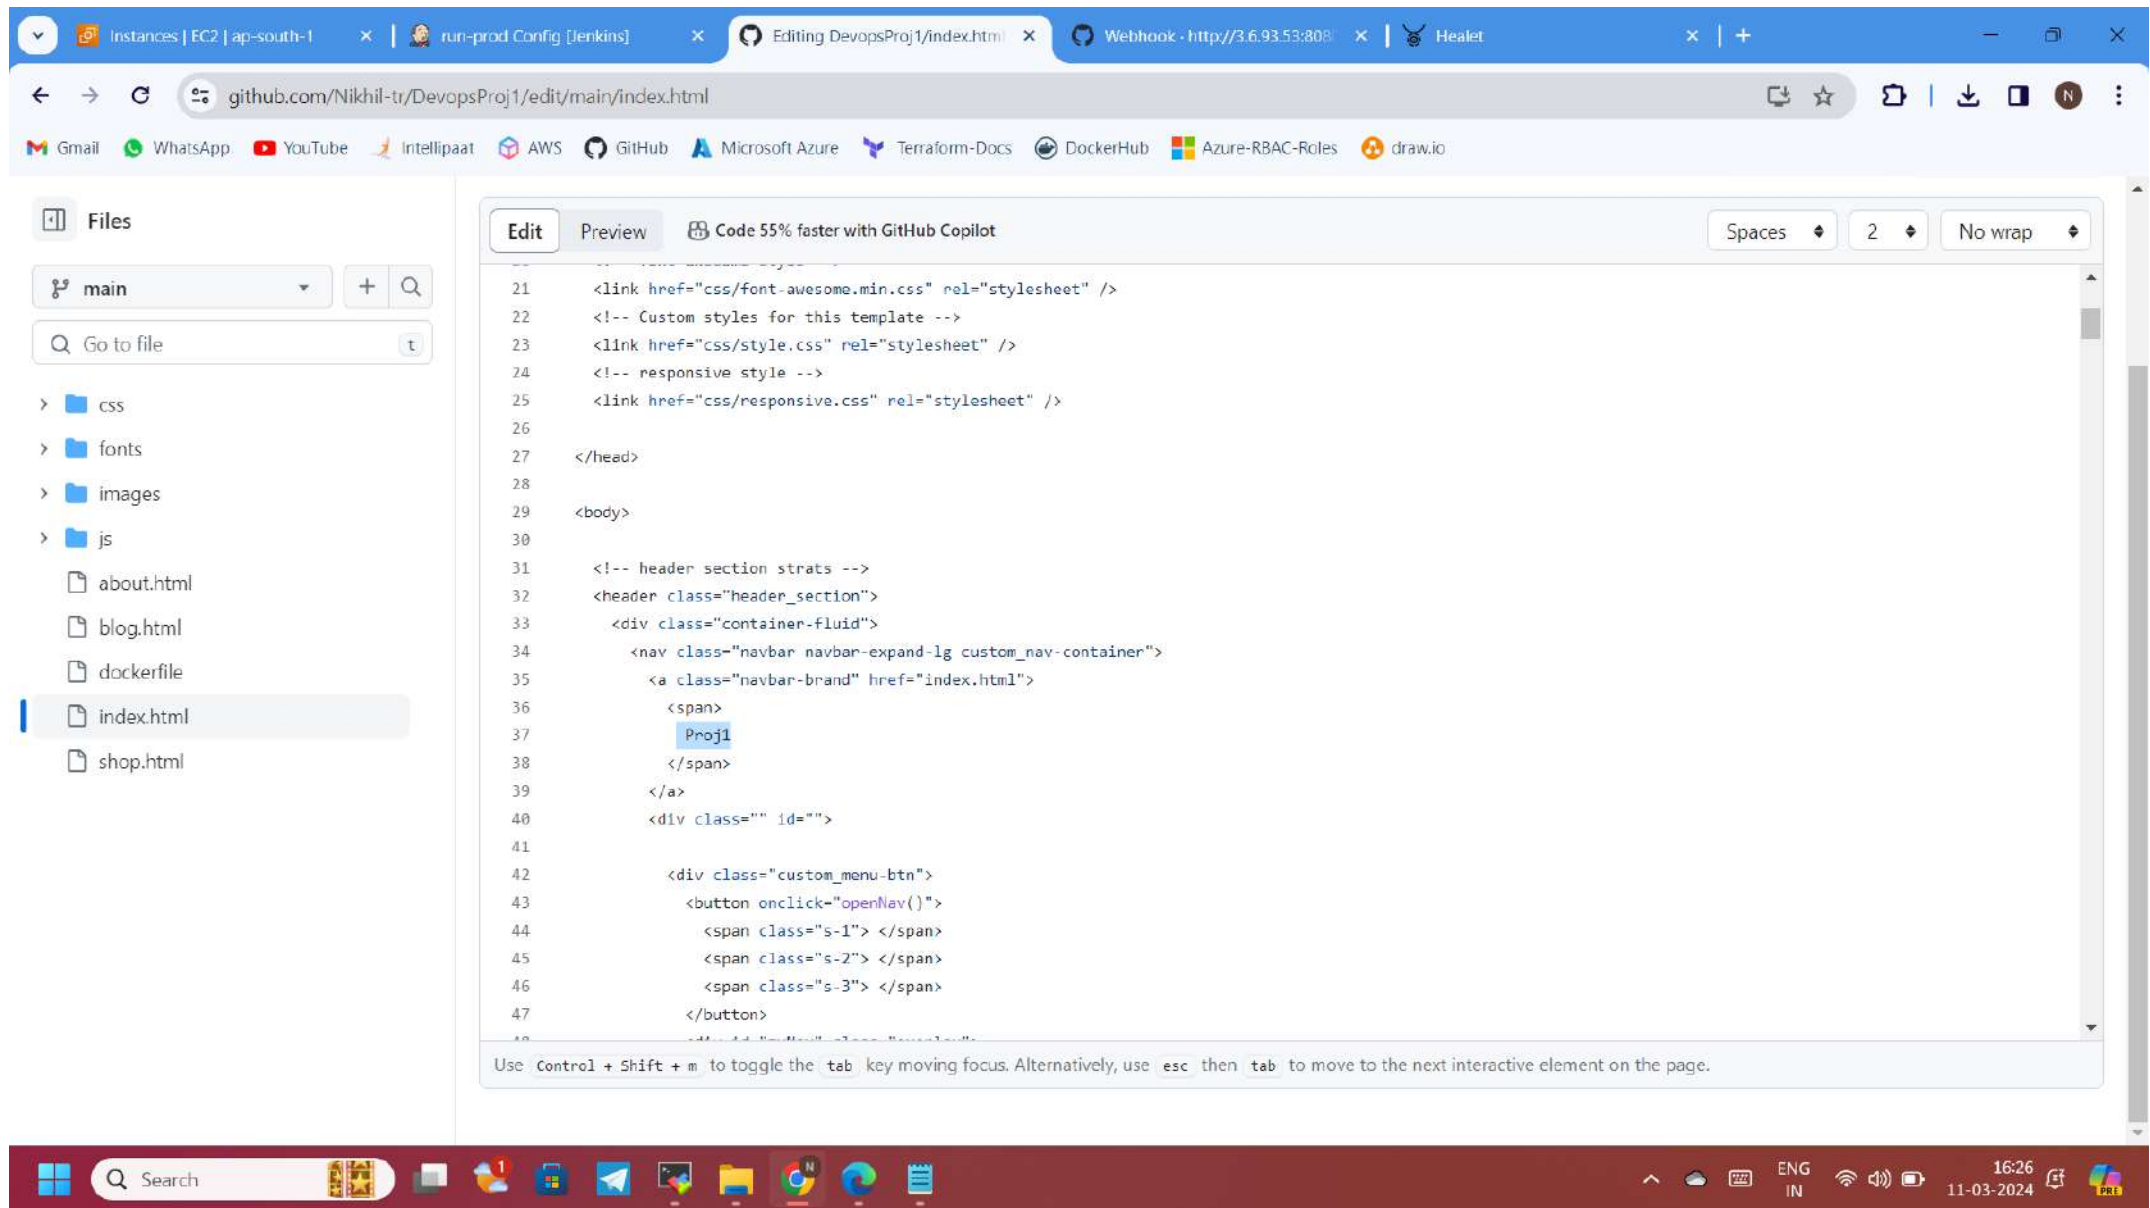 Instances | EC2 | ap-south-1
run-prod Config [Jenkins]
Editing DevopsProj1/index.html
Webhook · http://3.6.93.53:808
Healet
github.com/Nikhil-tr/DevopsProj1/edit/main/index.html
N
Gmail
WhatsApp
YouTube
Intellipaat
AWS
GitHub
Microsoft Azure
Terraform-Docs
DockerHub
Azure-RBAC-Roles
draw.io
Files
main
Go to file
t
css
fonts
images
js
about.html
blog.html
dockerfile
index.html
shop.html
Edit
Preview
Code 55% faster with GitHub Copilot
Spaces
2
No wrap
21 <link href="css/font-awesome.min.css" rel="stylesheet" />
22 <!-- Custom styles for this template -->
23 <link href="css/style.css" rel="stylesheet" />
24 <!-- responsive style -->
25 <link href="css/responsive.css" rel="stylesheet" />
26
27 </head>
28
29 <body>
30
31 <!-- header section strats -->
32 <header class="header_section">
33 <div class="container-fluid">
34 <nav class="navbar navbar-expand-lg custom_nav-container">
35 <a class="navbar-brand" href="index.html">
36 <span>
37 Proj1
38 </span>
39 </a>
40 <div class="" id="">
41
42 <div class="custom_menu-btn">
43 <button onclick="openNav()">
44 <span class="s-1"> </span>
45 <span class="s-2"> </span>
46 <span class="s-3"> </span>
47 </button>
Use Control + Shift + m to toggle the tab key moving focus. Alternatively, use esc then tab to move to the next interactive element on the page.
Search
1
N
ENG
IN
16:26
11-03-2024
PRE